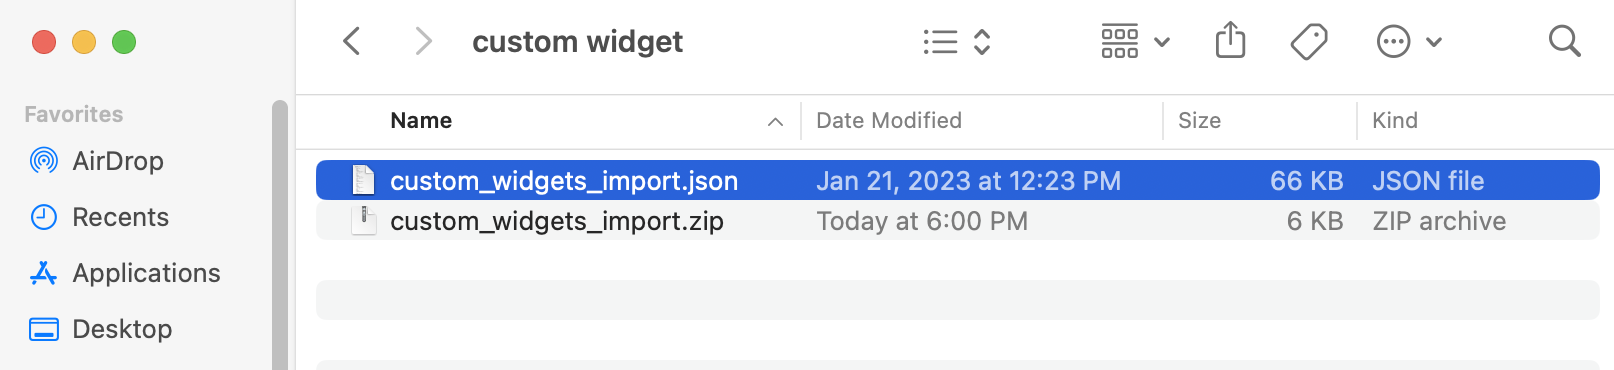 custom widget
Favorites
AirDrop
Recents
Applications
Desktop
Name Date Modified Size Kind
custom_widgets_import.json Jan 21, 2023 at 12:23 PM 66 KB JSON file
custom_widgets_import.zip Today at 6:00 PM 6 KB ZIP archive